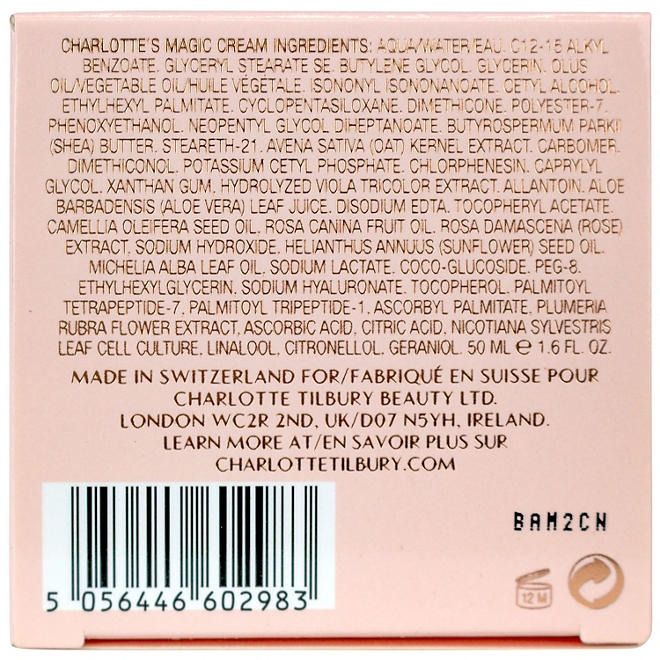 CHARLOTTE'S MAGIC CREAM INGREDIENTS: AQUA/WATER/EAU. C12-15 ALKYL
BENZOATE. GLYCERYL STEARATE SE. BUTYLENE GLYCOL. GLYCERIN. OLUS
OIL/VEGETABLE OIL/HUILE VÉGÉTALE. ISONONYL ISONONANOATE. CETYL ALCOHOL.
ETHYLHEXYL PALMITATE. CYCLOPENTASILOXANE. DIMETHICONE. POLYESTER-7.
PHENOXYETHANOL. NEOPENTYL GLYCOL DIHEPTANOATE. BUTYROSPERMUM PARKII
(SHEA) BUTTER. STEARETH-21. AVENA SATIVA (OAT) KERNEL EXTRACT. CARBOMER.
DIMETHICONOL. POTASSIUM CETYL PHOSPHATE. CHLORPHENESIN. CAPRYLYL
GLYCOL. XANTHAN GUM. HYDROLYZED VIOLA TRICOLOR EXTRACT. ALLANTOIN. ALOE
BARBADENSIS (ALOE VERA) LEAF JUICE. DISODIUM EDTA. TOCOPHERYL ACETATE.
CAMELLIA OLEIFERA SEED OIL. ROSA CANINA FRUIT OIL. ROSA DAMASCENA (ROSE)
EXTRACT. SODIUM HYDROXIDE. HELIANTHUS ANNUUS (SUNFLOWER) SEED OIL.
MICHELIA ALBA LEAF OIL. SODIUM LACTATE. COCO-GLUCOSIDE. PEG-8.
ETHYLHEXYLGLYCERIN. SODIUM HYALURONATE. TOCOPHEROL. PALMITOYL
TETRAPEPTIDE-7. PALMITOYL TRIPEPTIDE-1. ASCORBYL PALMITATE. PLUMERIA
RUBRA FLOWER EXTRACT. ASCORBIC ACID. CITRIC ACID. NICOTIANA SYLVESTRIS
LEAF CELL CULTURE. LINALOOL. CITRONELLOL. GERANIOL. 50 ML ℮ 1.6 FL. OZ.
MADE IN SWITZERLAND FOR/FABRIQUÉ EN SUISSE POUR
CHARLOTTE TILBURY BEAUTY LTD.
LONDON WC2R 2ND, UK/D07 N5YH, IRELAND.
LEARN MORE AT/EN SAVOIR PLUS SUR
CHARLOTTETILBURY.COM
BAM2CN
5 056446 602983
12 M